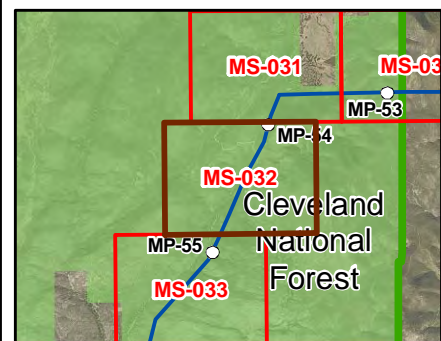 MS-031
MS-03
MP-53
MP-54
MS-032
Cleveland
National
Forest
MP-55
MS-033